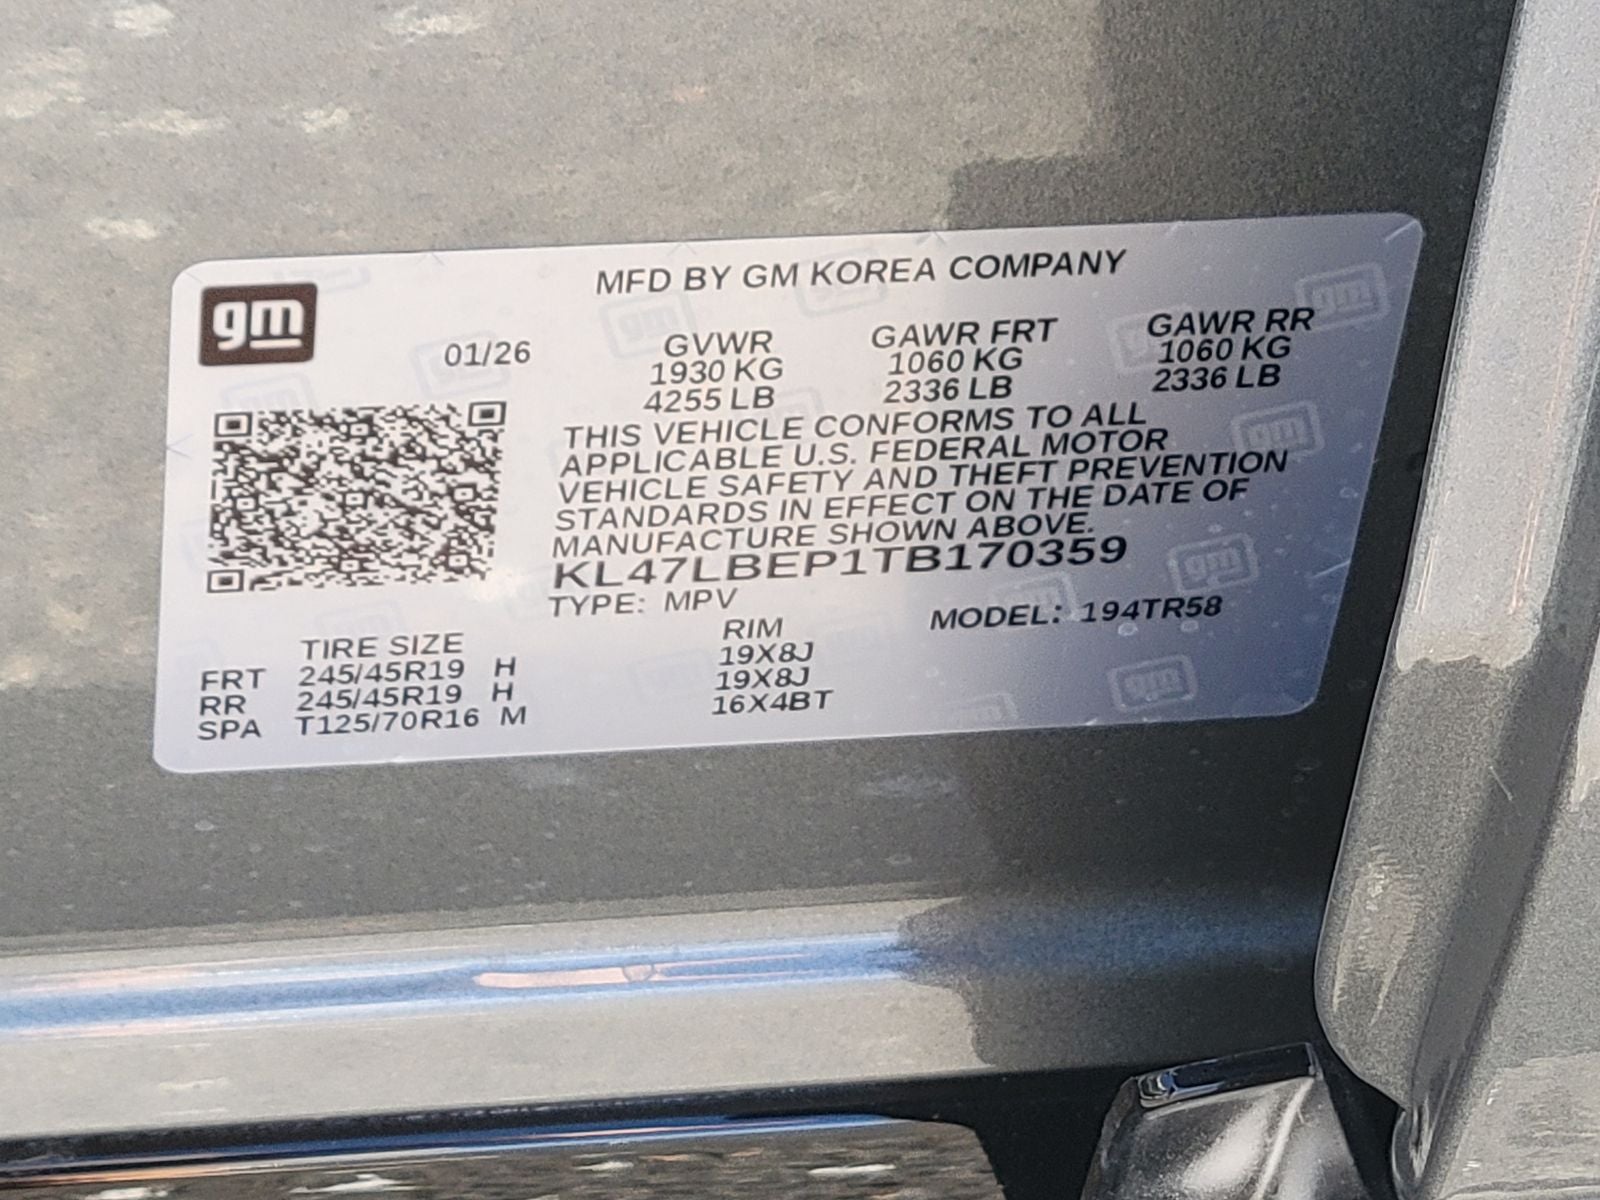 gm
MFD BY GM KOREA COMPANY
01/26 GVWR GAWR FRT GAWR RR
1930 KG 1060 KG 1060 KG
4255 LB 2336 LB 2336 LB
THIS VEHICLE CONFORMS TO ALL
APPLICABLE U.S. FEDERAL MOTOR
VEHICLE SAFETY AND THEFT PREVENTION
STANDARDS IN EFFECT ON THE DATE OF
MANUFACTURE SHOWN ABOVE.
KL47LBEP1TB170359
TYPE: MPV MODEL: 194TR58
TIRE SIZE RIM
FRT 245/45R19 H 19X8J
RR 245/45R19 H 19X8J
SPA T125/70R16 M 16X4BT